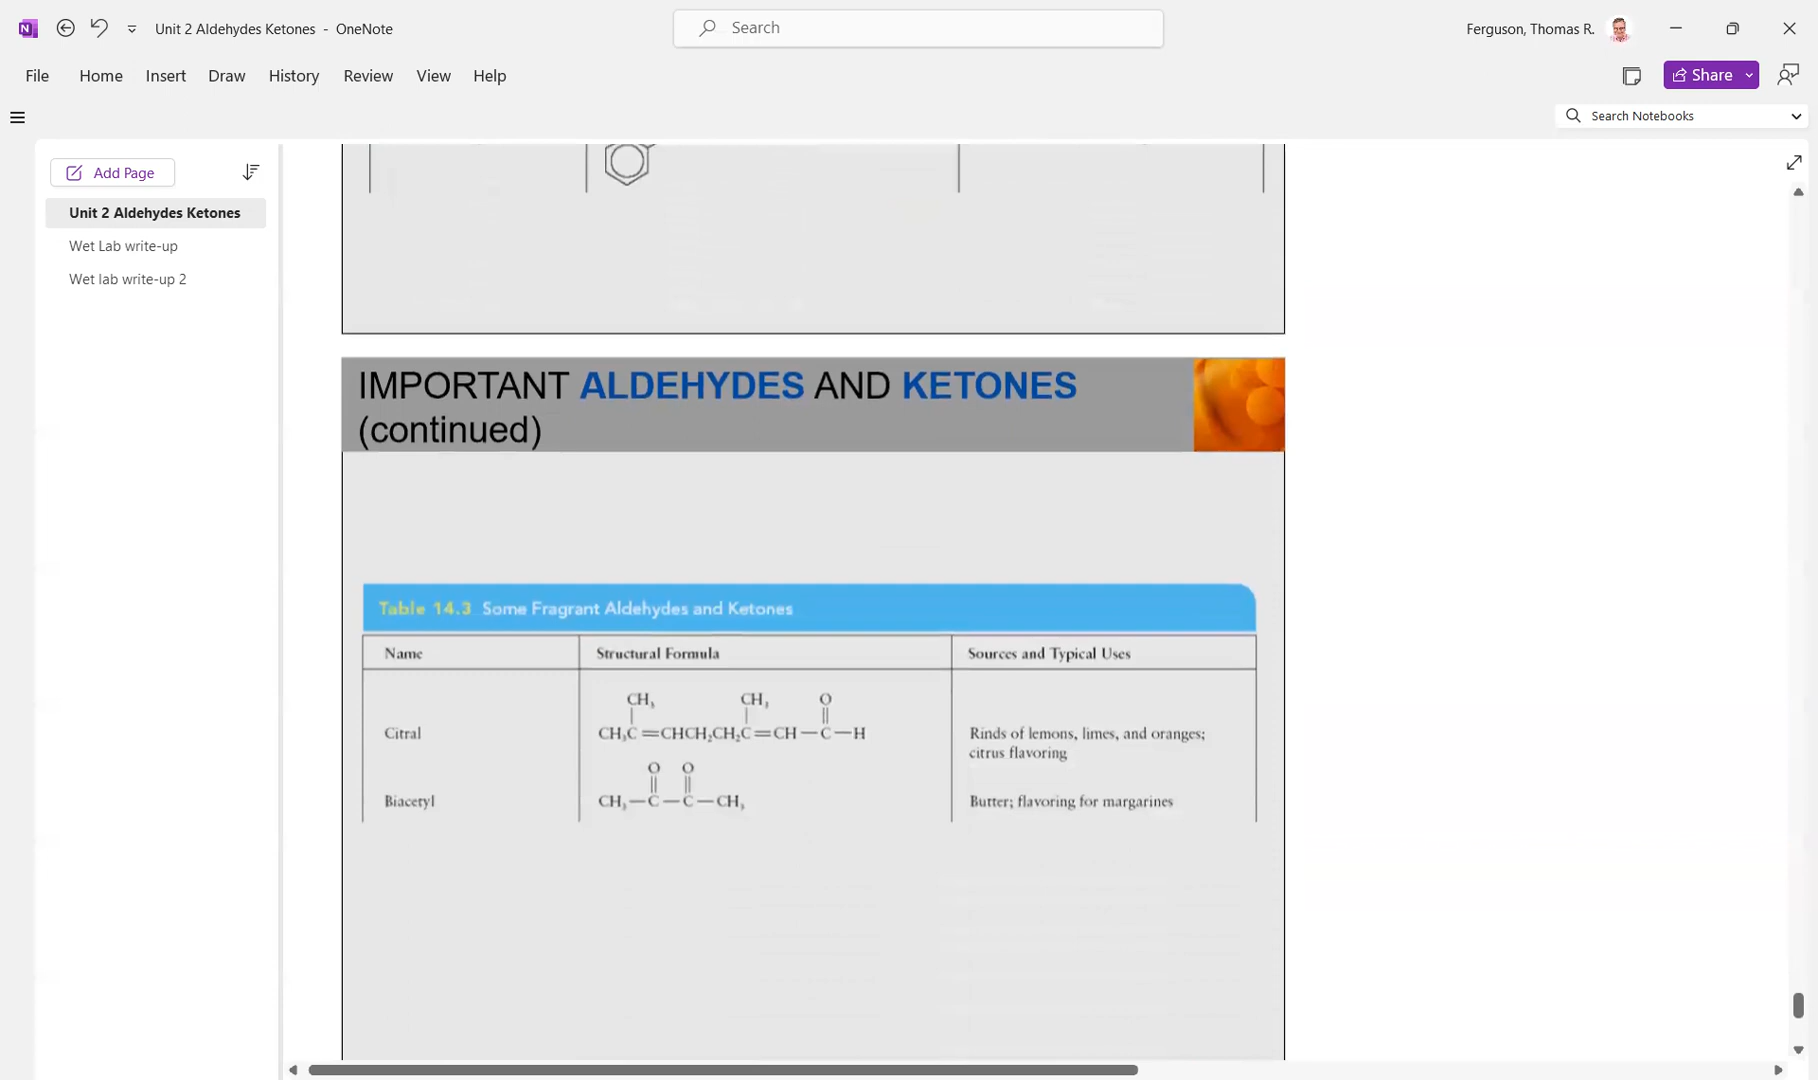 Unit 2 Aldehydes Ketones - OneNote
Search
Ferguson, Thomas R.
File Home Insert Draw History Review View Help
Share
Search Notebooks
Add Page
Unit 2 Aldehydes Ketones
Wet Lab write-up
Wet lab write-up 2
IMPORTANT ALDEHYDES AND KETONES
(continued)
Table 14.3 Some Fragrant Aldehydes and Ketones
Name Structural Formula Sources and Typical Uses
CH₃ CH₃ O
Citral CH₃C=CHCH₂CH₂C=CH—C—H Rinds of lemons, limes, and oranges;
citrus flavoring
O O
Biacetyl CH₃—C—C—CH₃ Butter; flavoring for margarines